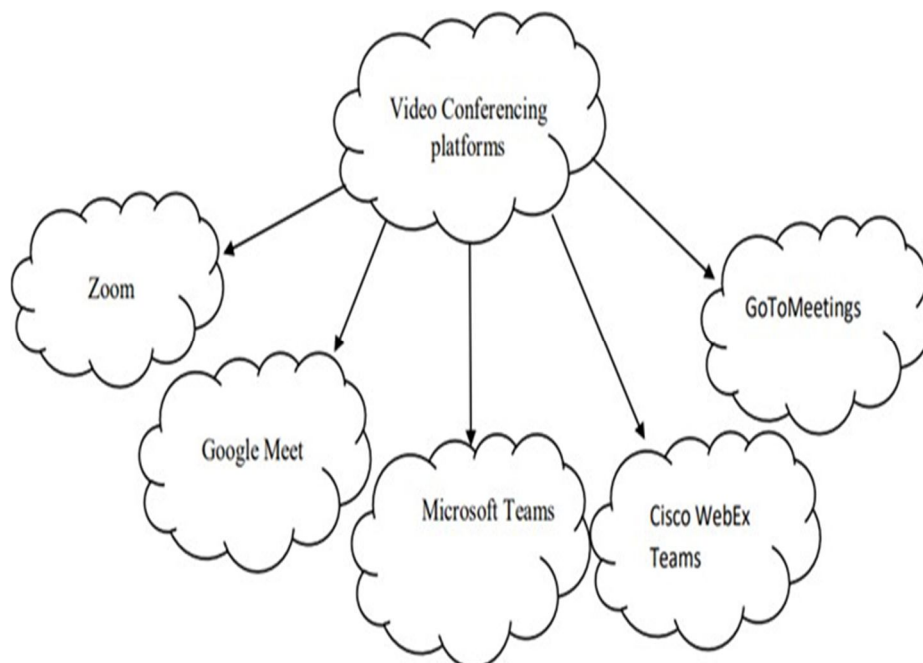 Video Conferencing
platforms
Zoom
GoToMeetings
Google Meet
Microsoft Teams
Cisco WebEx
Teams